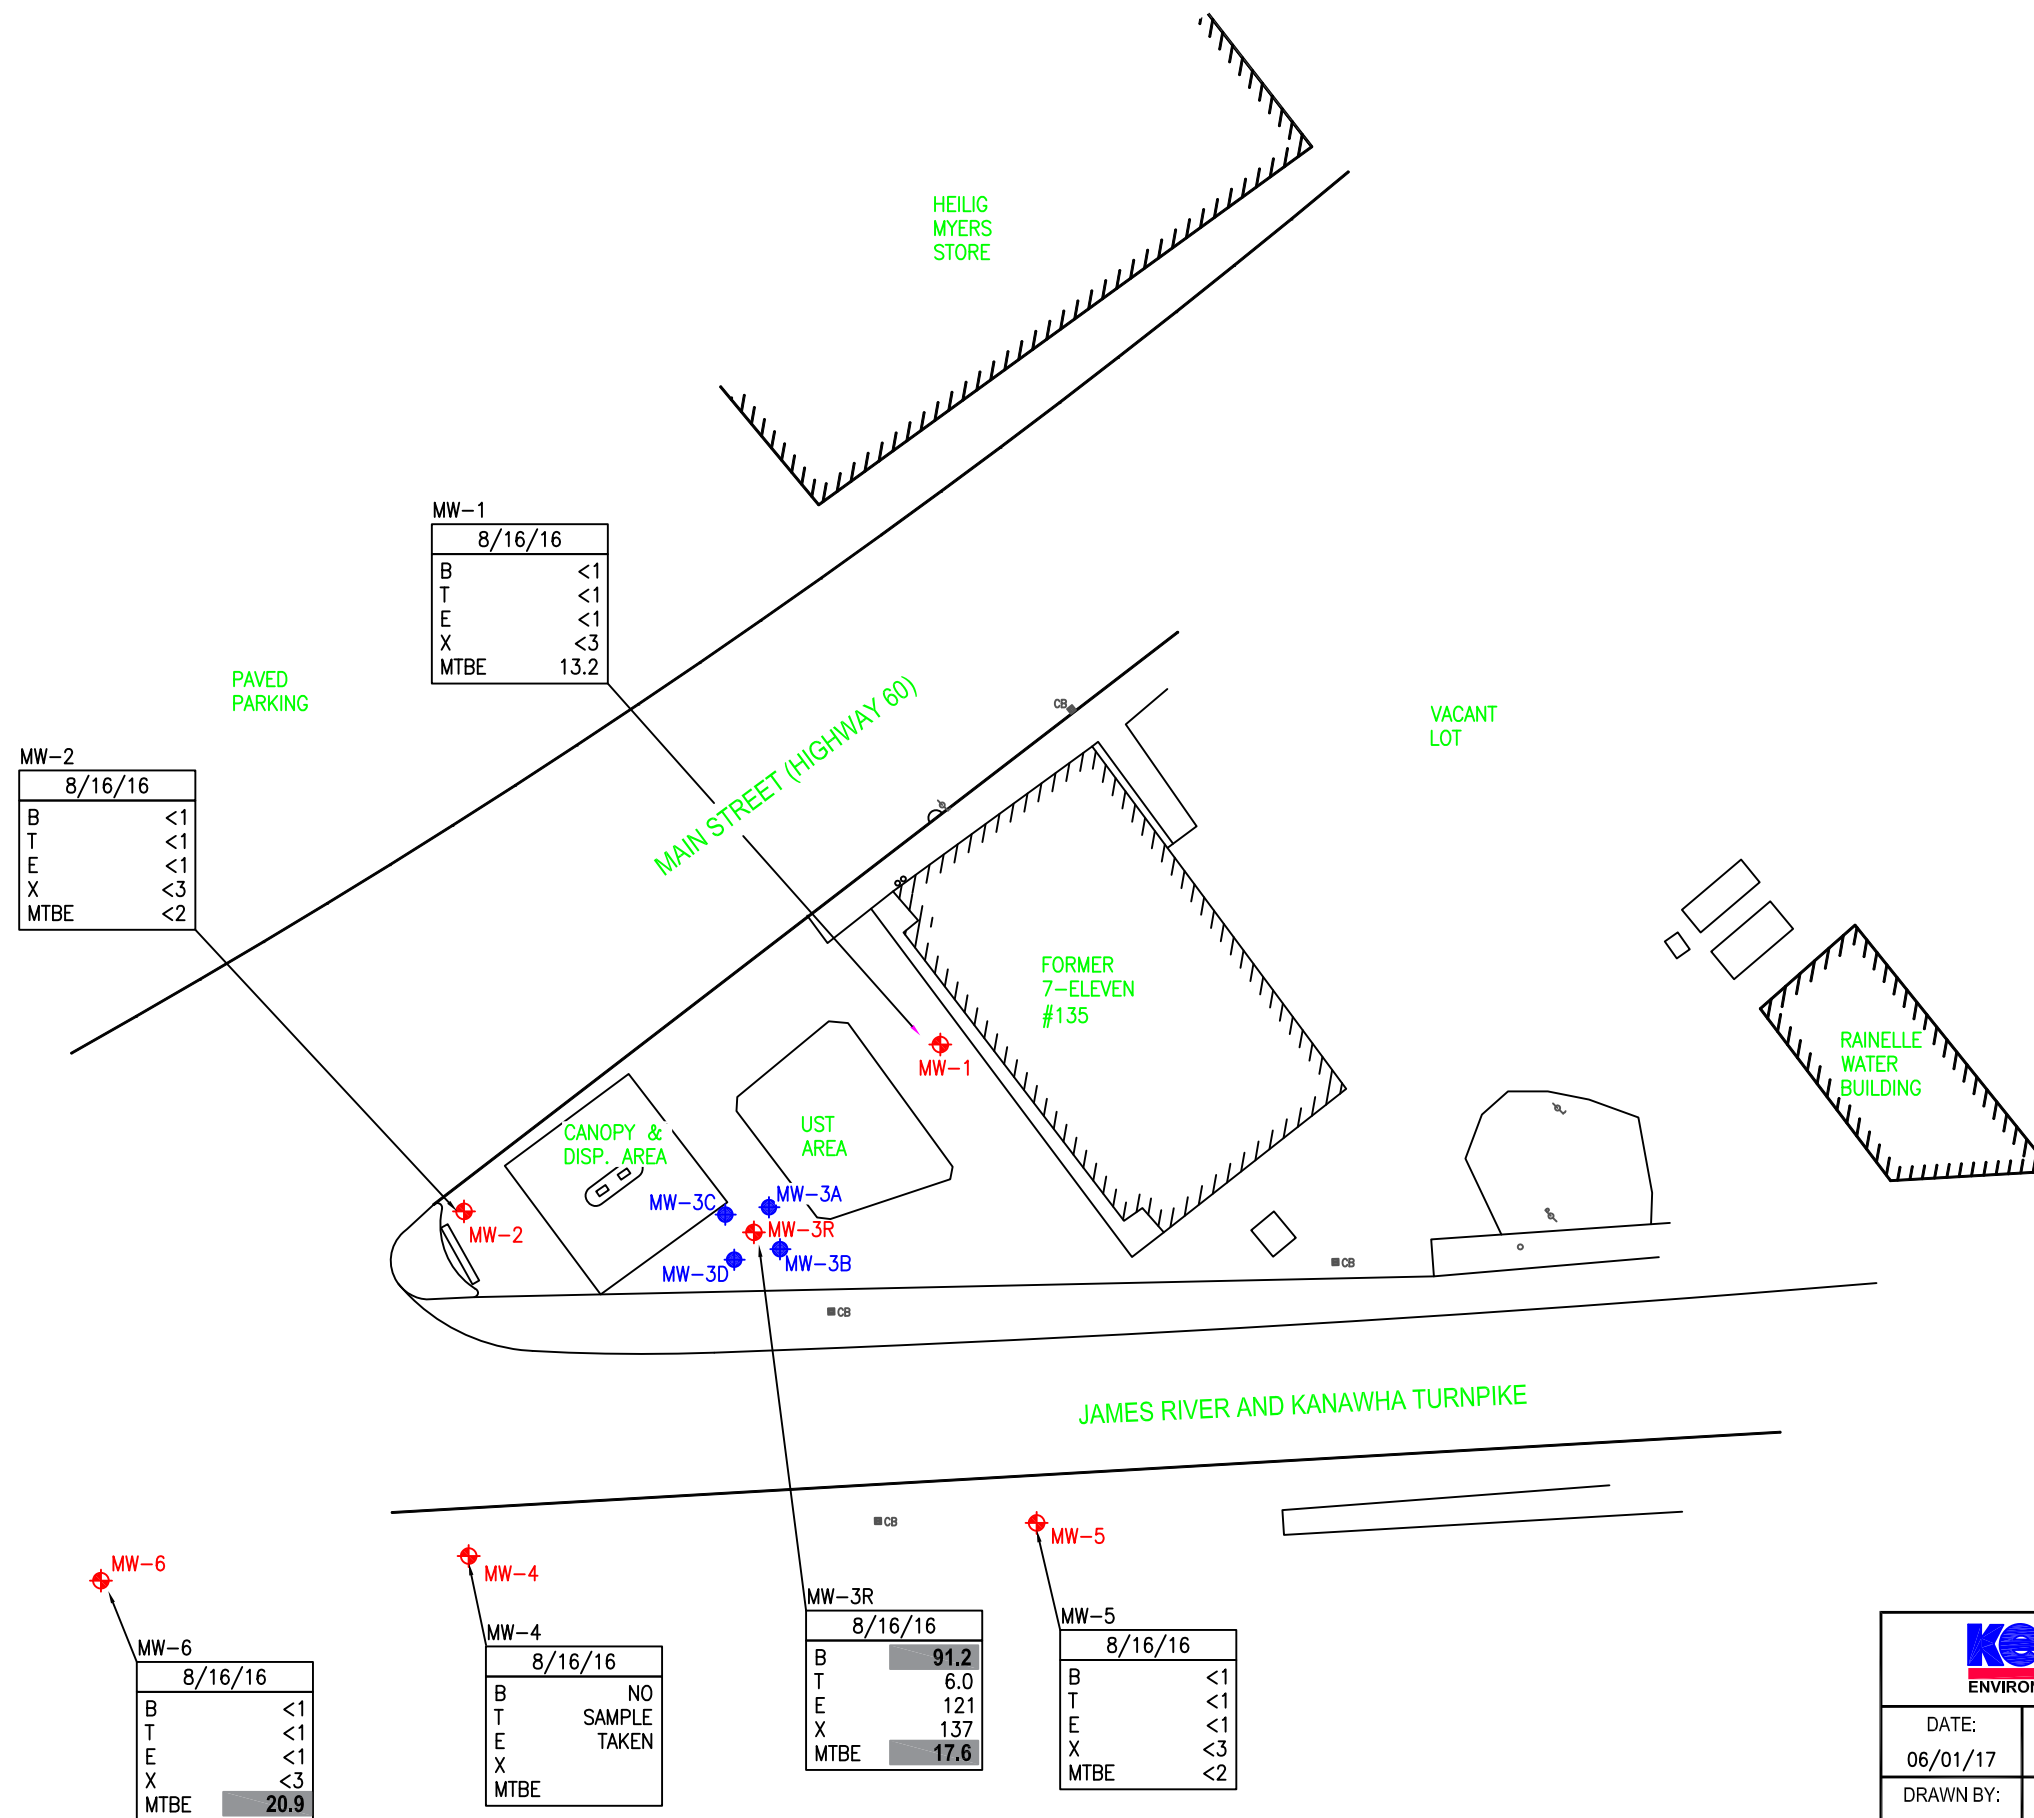 HEILIG
MYERS
STORE
MW-1
8/16/16
B <1
T <1
E <1
X <3
MTBE 13.2
PAVED
PARKING
MAIN STREET (HIGHWAY 60)
CB
VACANT
LOT
MW-2
8/16/16
B <1
T <1
E <1
X <3
MTBE <2
FORMER
7-ELEVEN
#135
RAINELLE
WATER
BUILDING
MW-1
UST
AREA
CANOPY &
DISP. AREA
MW-3C
MW-3A
MW-2
MW-3R
MW-3D
MW-3B
CB
CB
JAMES RIVER AND KANAWHA TURNPIKE
CB
MW-5
MW-6
MW-4
MW-3R
8/16/16
B 91.2
T 6.0
E 121
X 137
MTBE 17.6
MW-5
8/16/16
B <1
T <1
E <1
X <3
MTBE <2
MW-4
8/16/16
B NO
T SAMPLE
E TAKEN
X
MTBE
MW-6
8/16/16
B <1
T <1
E <1
X <3
MTBE 20.9
ENVIRON
DATE:
06/01/17
DRAWN BY: